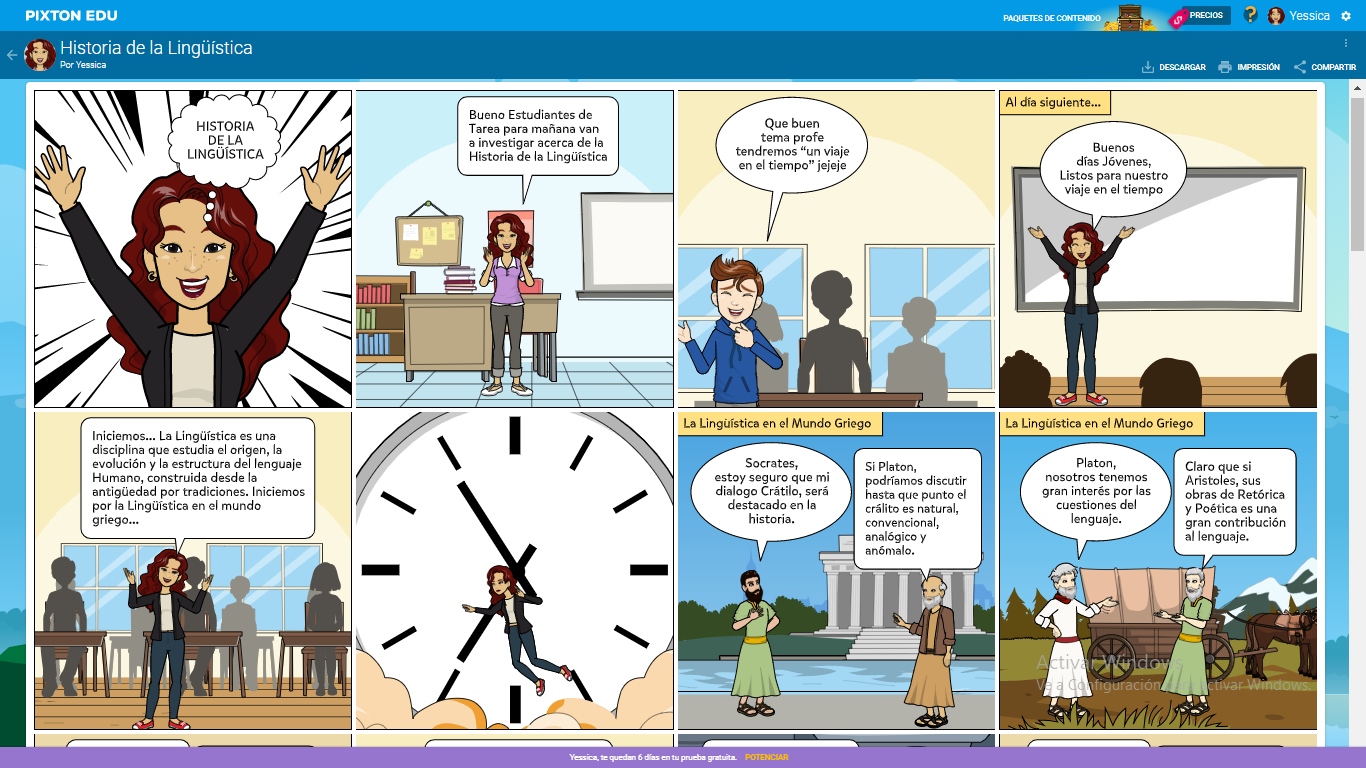 PIXTON EDU
PAQUETES DE CONTENIDO
$ PRECIOS
?
Yessica
Historia de la Lingüística
Por Yessica
DESCARGAR
IMPRESIÓN
COMPARTIR
HISTORIA
DE LA
LINGÜÍSTICA
Bueno Estudiantes de
Tarea para mañana van
a investigar acerca de la
Historia de la Lingüística
Que buen
tema profe
tendremos “un viaje
en el tiempo” jejeje
Al día siguiente...
Buenos
días Jóvenes,
Listos para nuestro
viaje en el tiempo
Iniciemos... La Lingüística es una
disciplina que estudia el origen, la
evolución y la estructura del lenguaje
Humano, construida desde la
antigüedad por tradiciones. Iniciemos
por la Lingüística en el mundo
griego...
La Lingüística en el Mundo Griego
Socrates,
estoy seguro que mi
dialogo Crátilo, será
destacado en la
historia.
Si Platon,
podríamos discutir
hasta que punto el
crálito es natural,
convencional,
analógico y
anómalo.
La Lingüística en el Mundo Griego
Platon,
nosotros tenemos
gran interés por las
cuestiones del
lenguaje.
Claro que si
Aristoles, sus
obras de Retórica
y Poética es una
gran contribución
al lenguaje.
Activar Windows
Ve a Configuración para activar Windows.
Yessica, te quedan 6 días en tu prueba gratuita. POTENCIAR